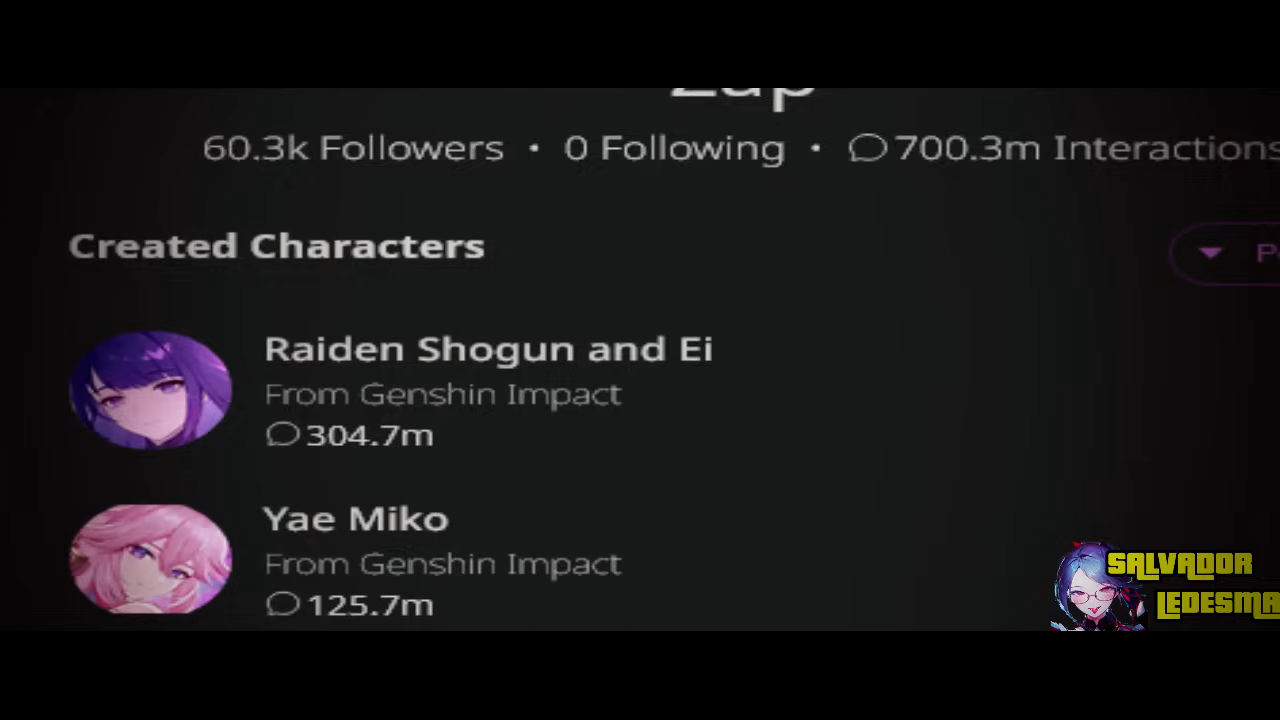 Zap
60.3k Followers • 0 Following • 700.3m Interactions
Created Characters
Raiden Shogun and Ei
From Genshin Impact
304.7m
Yae Miko
From Genshin Impact
125.7m
SALVADOR
LEDESMA